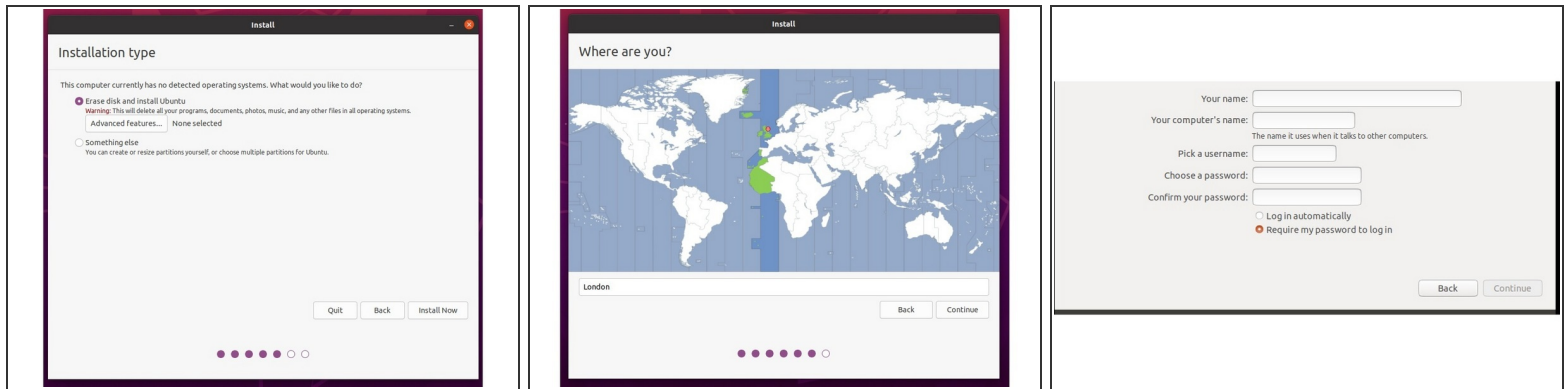 Install
Installation type
This computer currently has no detected operating systems. What would you like to do?
Erase disk and install Ubuntu
Warning: This will delete all your programs, documents, photos, music, and any other files in all operating systems.
Advanced features... None selected
Something else
You can create or resize partitions yourself, or choose multiple partitions for Ubuntu.
Quit Back Install Now
Install
Where are you?
London
Back Continue
Your name:
Your computer's name:
The name it uses when it talks to other computers.
Pick a username:
Choose a password:
Confirm your password:
Log in automatically
Require my password to log in
Back Continue